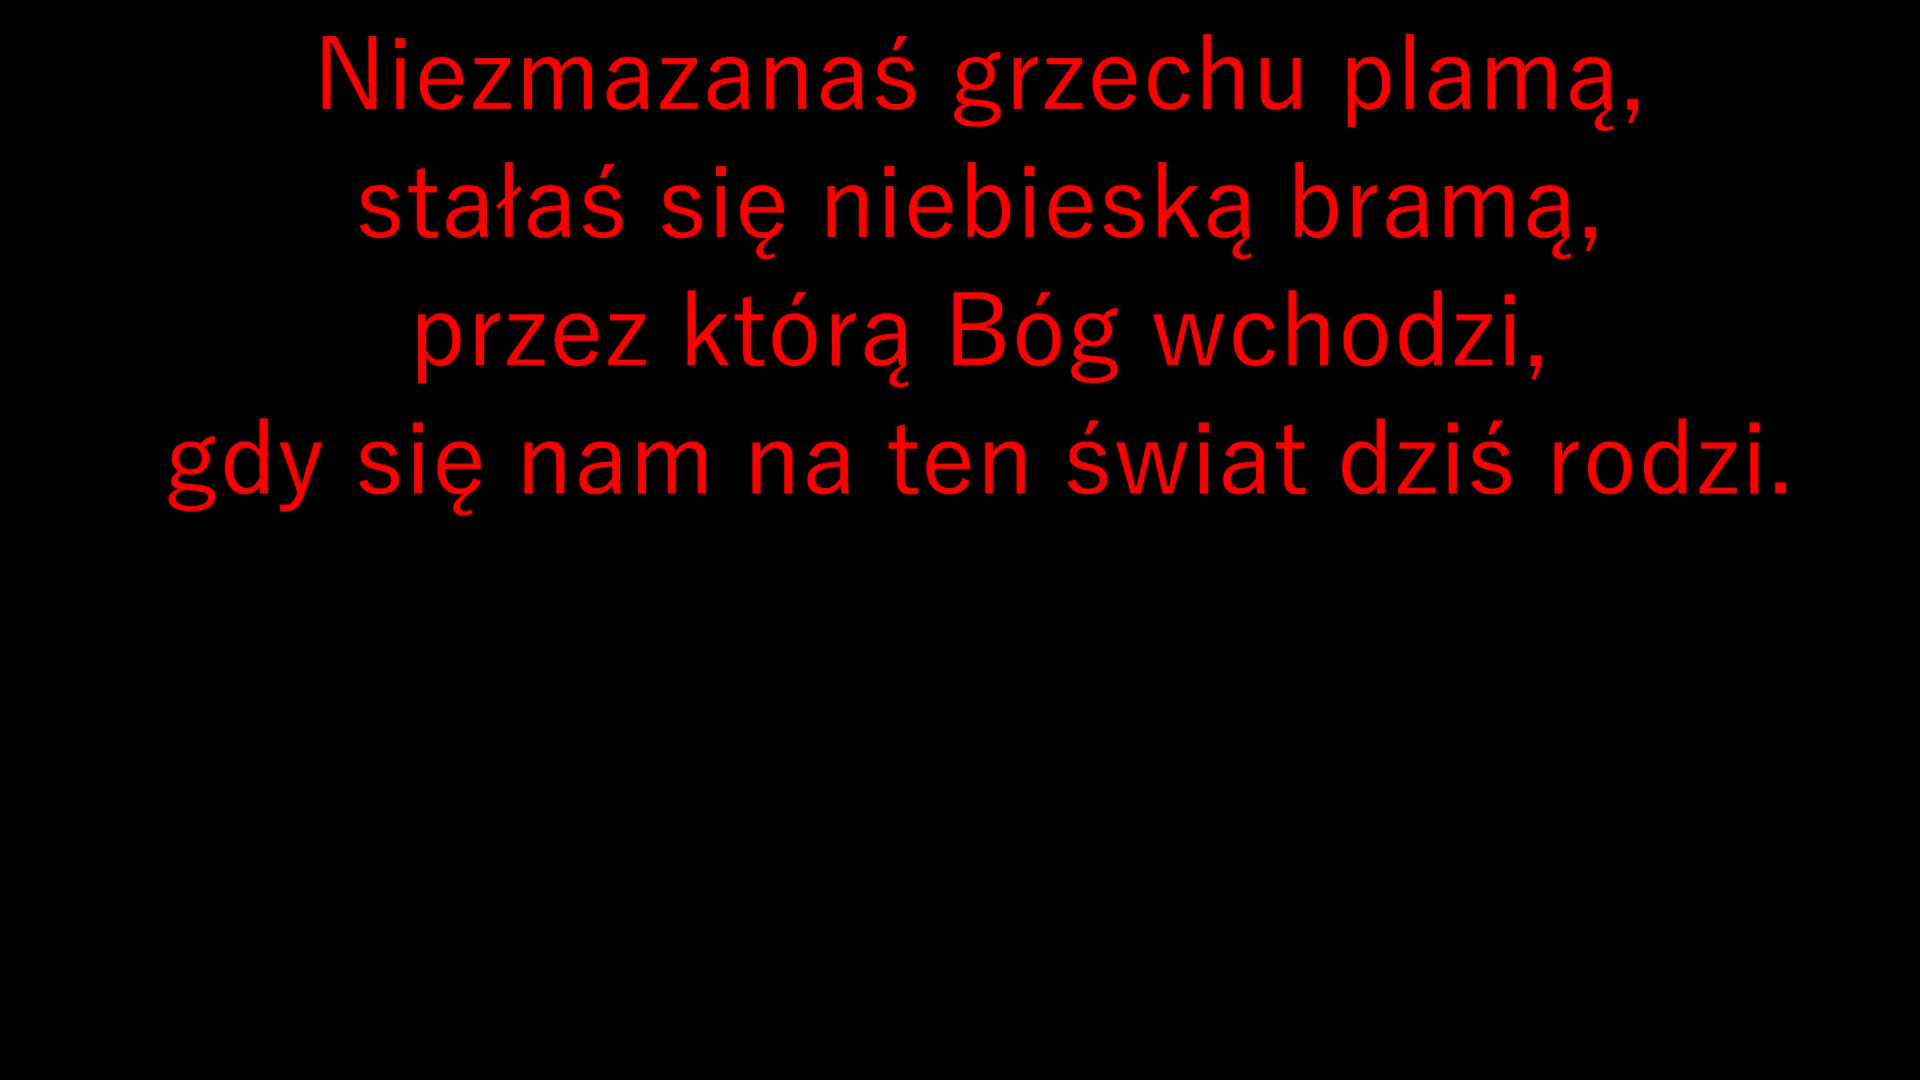 Niezmazanaś grzechu plamą,
stałaś się niebieską bramą,
przez którą Bóg wchodzi,
gdy się nam na ten świat dziś rodzi.